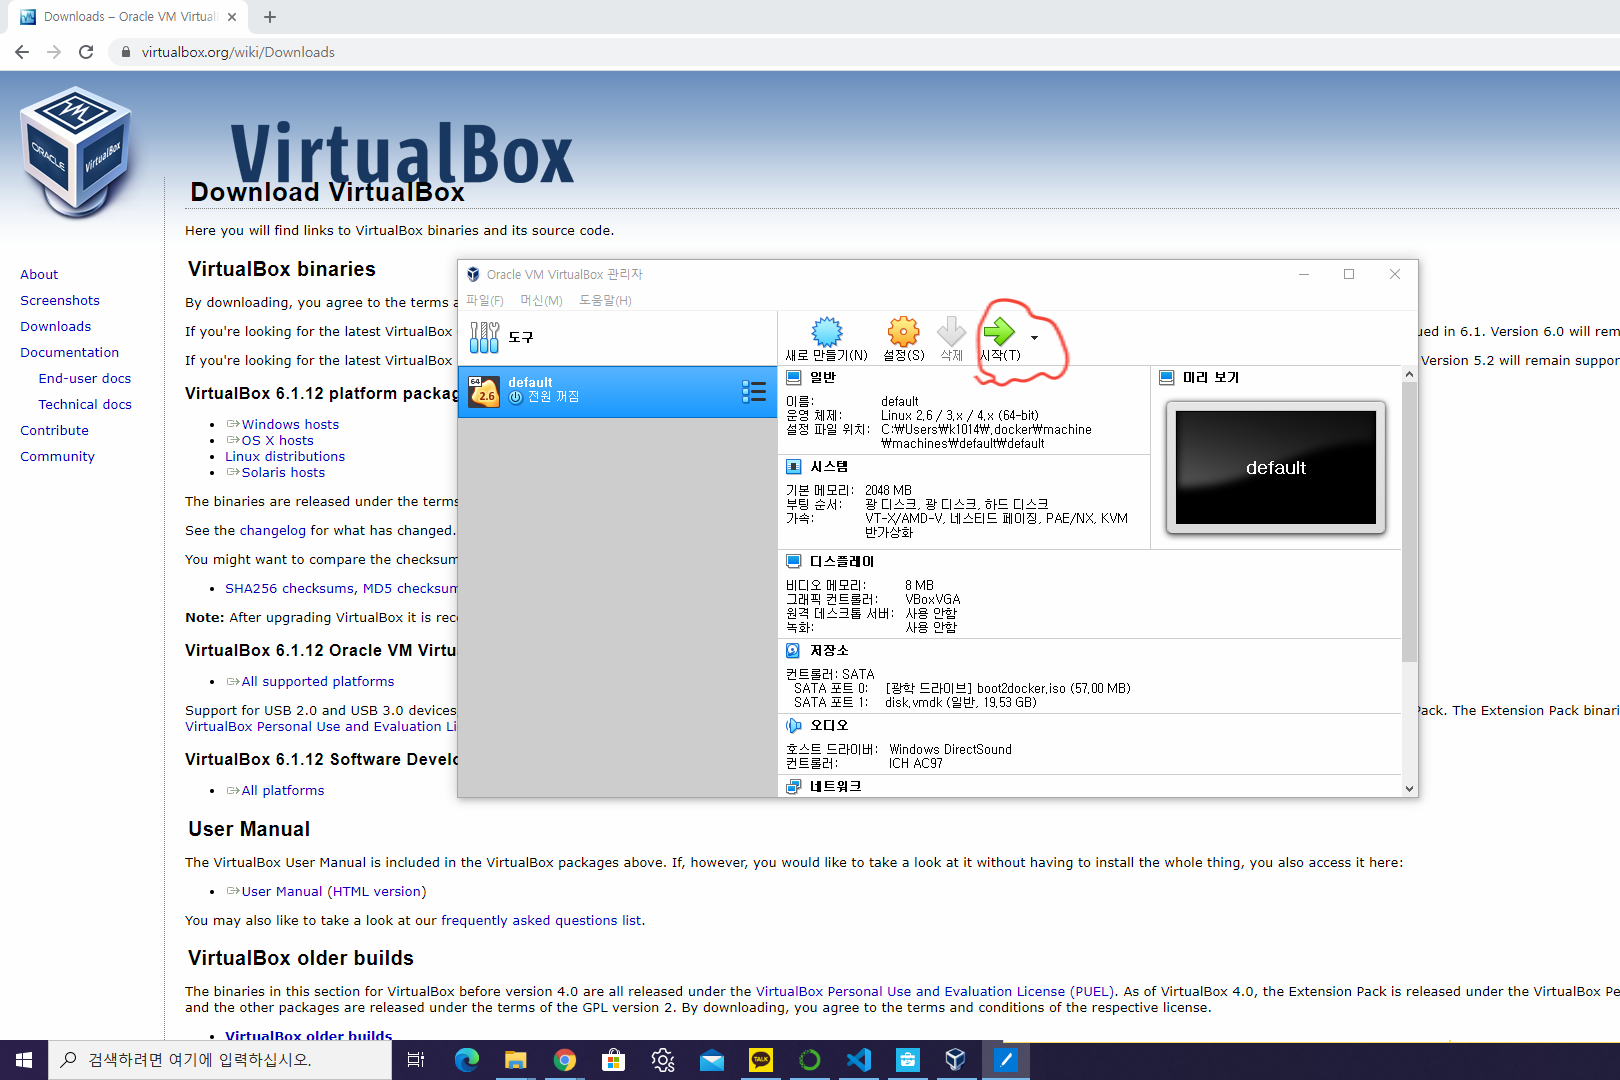 Downloads – Oracle VM Virtual
virtualbox.org/wiki/Downloads
ORACLE
VirtualBox
VirtualBox
Download VirtualBox
Here you will find links to VirtualBox binaries and its source code.
About
Screenshots
Downloads
Documentation
End-user docs
Technical docs
Contribute
Community
VirtualBox binaries
By downloading, you agree to the terms a
If you're looking for the latest VirtualBox
ued in 6.1. Version 6.0 will rem
If you're looking for the latest VirtualBox
Version 5.2 will remain suppo
VirtualBox 6.1.12 platform packag
Windows hosts
OS X hosts
Linux distributions
Solaris hosts
The binaries are released under the terms
See the changelog for what has changed.
You might want to compare the checksum
SHA256 checksums, MD5 checksum
Note: After upgrading VirtualBox it is rec
VirtualBox 6.1.12 Oracle VM Virtu
All supported platforms
Support for USB 2.0 and USB 3.0 devices
Pack. The Extension Pack binari
VirtualBox Personal Use and Evaluation Li
VirtualBox 6.1.12 Software Develo
All platforms
Oracle VM VirtualBox 관리자
파일(F) 머신(M) 도움말(H)
도구
새로 만들기(N) 설정(S) 삭제 시작(T)
64
2.6
default
전원 꺼짐
일반
이름: default
운영 체제: Linux 2.6 / 3.x / 4.x (64-bit)
설정 파일 위치: C:₩Users₩k1014₩.docker₩machine
₩machines₩default₩default
미리 보기
default
시스템
기본 메모리: 2048 MB
부팅 순서: 광 디스크, 광 디스크, 하드 디스크
가속: VT-x/AMD-V, 네스티드 페이징, PAE/NX, KVM
반가상화
디스플레이
비디오 메모리: 8 MB
그래픽 컨트롤러: VBoxVGA
원격 데스크톱 서버: 사용 안함
녹화: 사용 안함
저장소
컨트롤러: SATA
SATA 포트 0: [광학 드라이브] boot2docker.iso (57.00 MB)
SATA 포트 1: disk.vmdk (일반, 19.53 GB)
오디오
호스트 드라이버: Windows DirectSound
컨트롤러: ICH AC97
네트워크
User Manual
The VirtualBox User Manual is included in the VirtualBox packages above. If, however, you would like to take a look at it without having to install the whole thing, you also access it here:
User Manual (HTML version)
You may also like to take a look at our frequently asked questions list.
VirtualBox older builds
The binaries in this section for VirtualBox before version 4.0 are all released under the VirtualBox Personal Use and Evaluation License (PUEL). As of VirtualBox 4.0, the Extension Pack is released under the VirtualBox Pe
and the other packages are released under the terms of the GPL version 2. By downloading, you agree to the terms and conditions of the respective license.
VirtualBox older builds
검색하려면 여기에 입력하십시오.
TALK